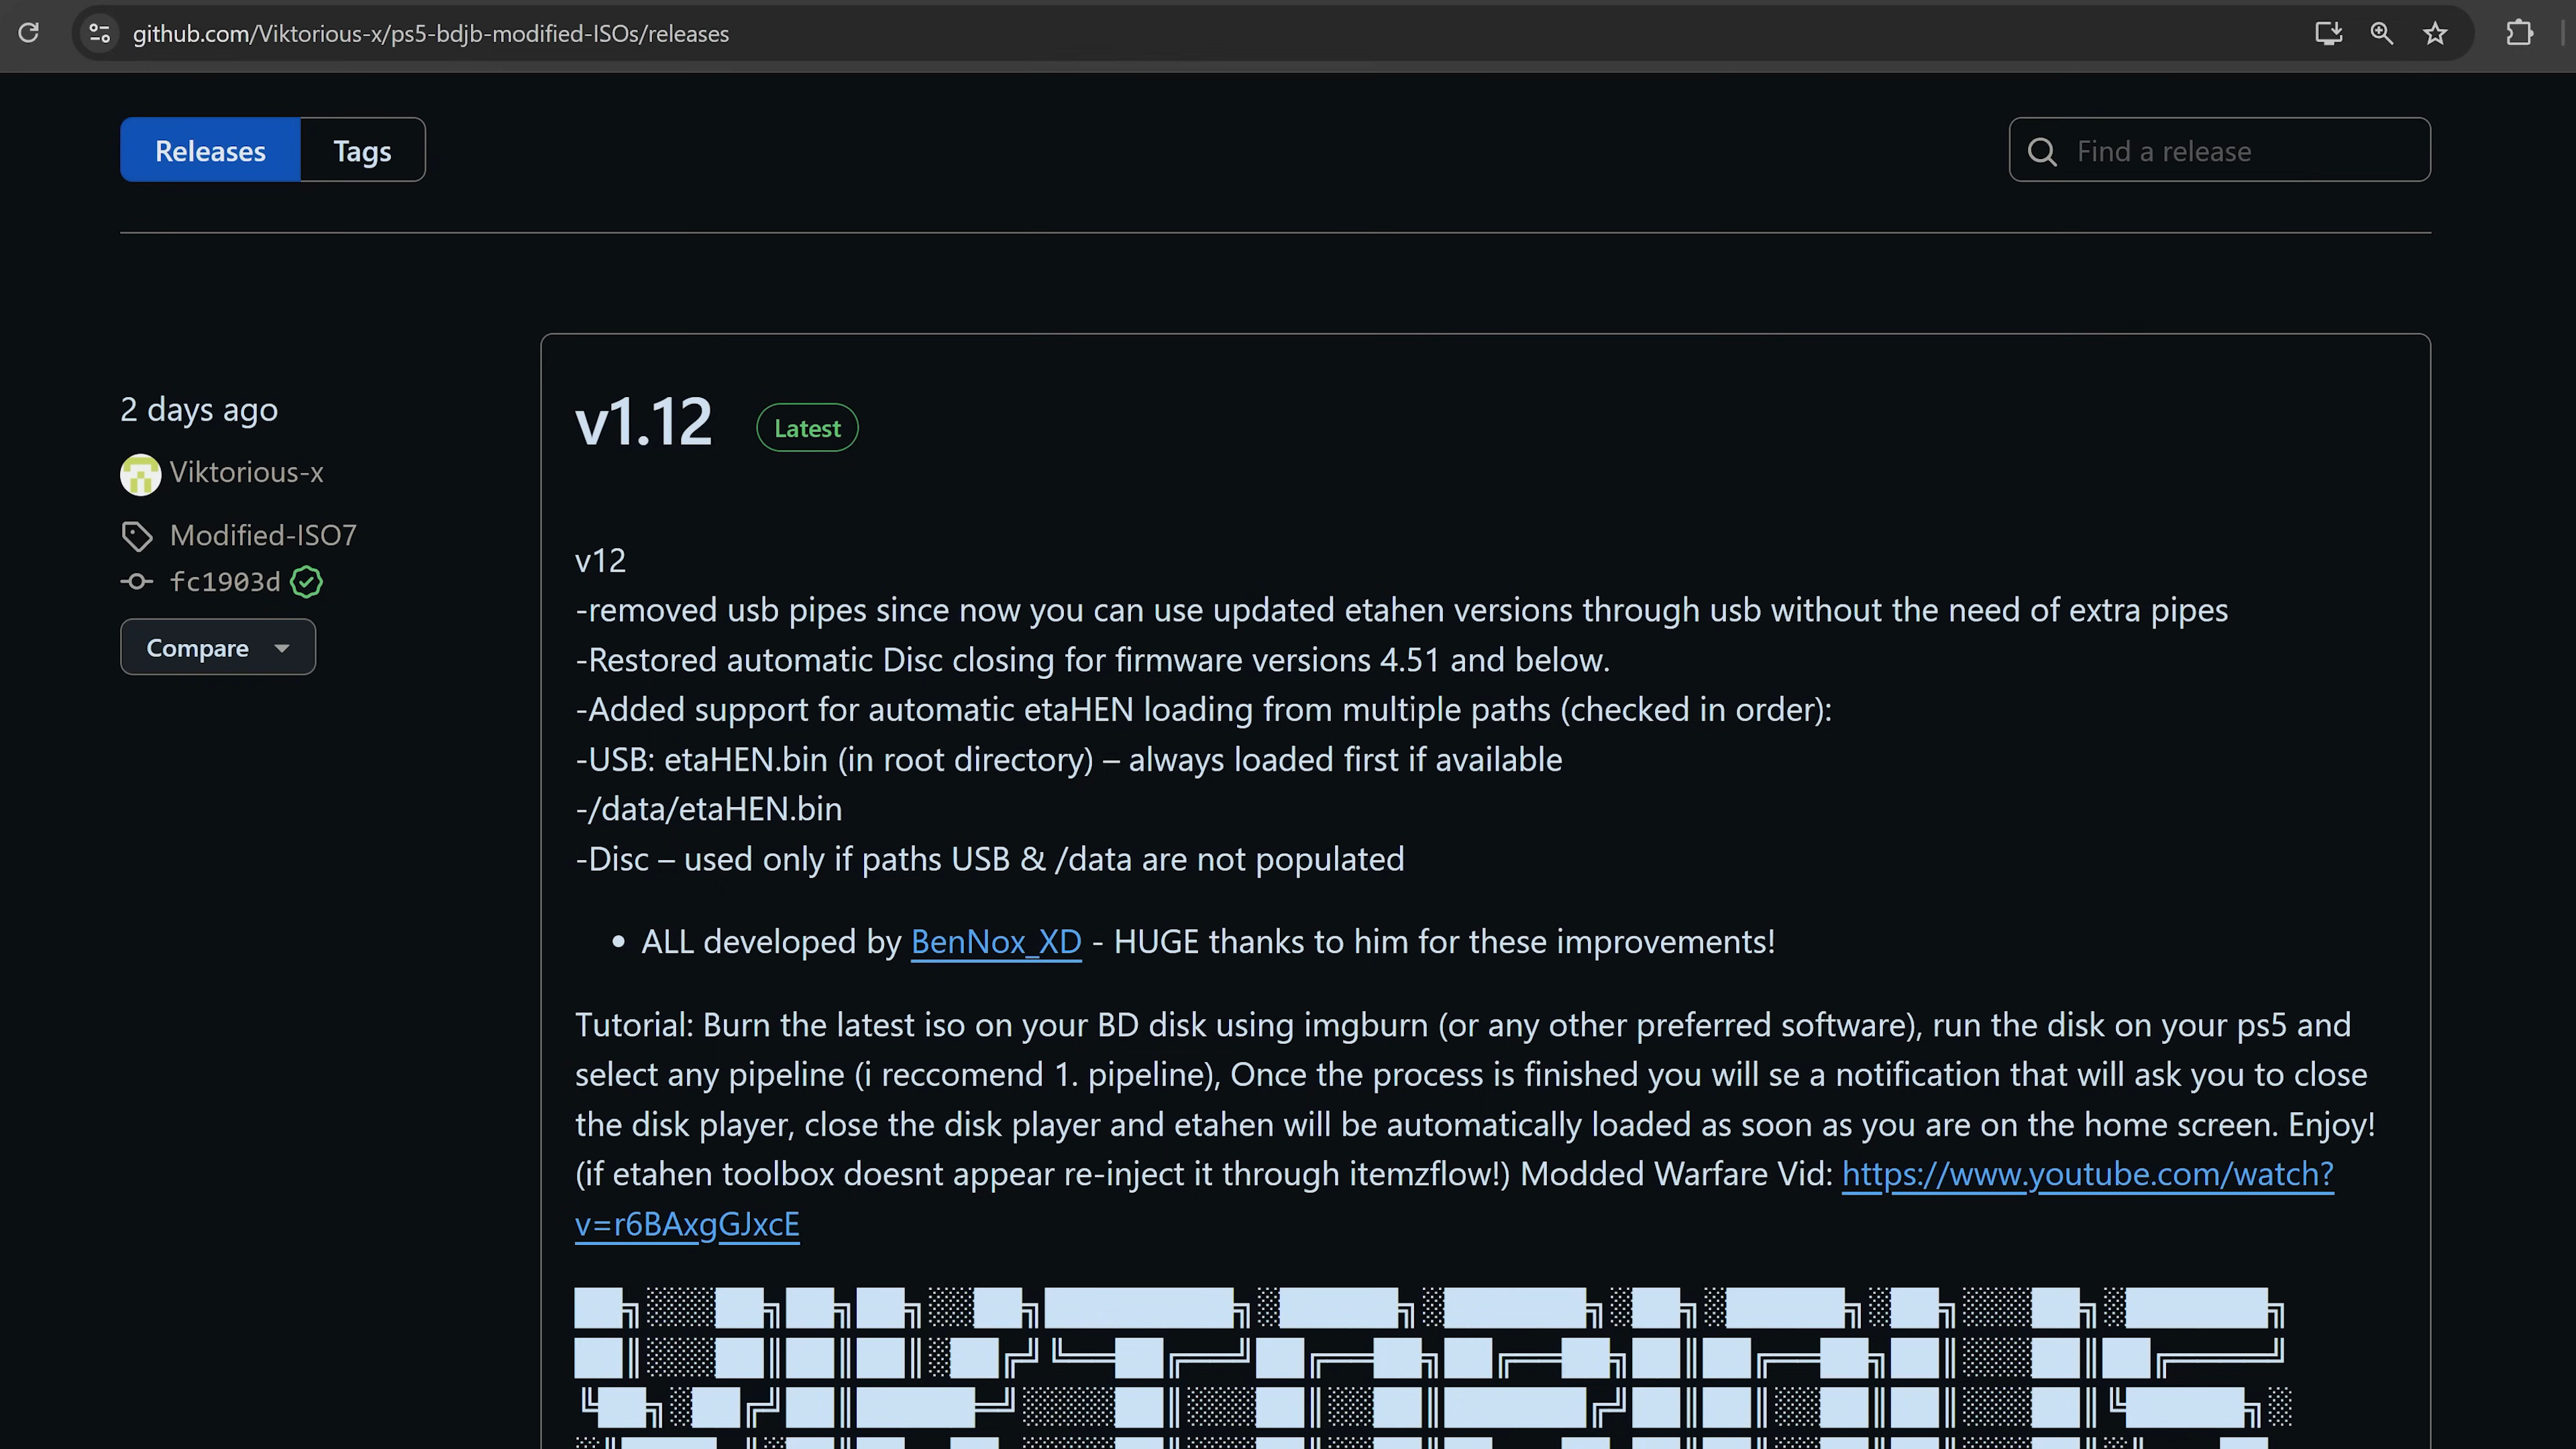 github.com/Viktorious-x/ps5-bdjb-modified-ISOs/releases
Releases
Tags
Find a release
2 days ago
Viktorious-x
Modified-ISO7
fc1903d
Compare
v1.12
Latest
v12
-removed usb pipes since now you can use updated etahen versions through usb without the need of extra pipes
-Restored automatic Disc closing for firmware versions 4.51 and below.
-Added support for automatic etaHEN loading from multiple paths (checked in order):
-USB: etaHEN.bin (in root directory) – always loaded first if available
-/data/etaHEN.bin
-Disc – used only if paths USB & /data are not populated
• ALL developed by BenNox_XD - HUGE thanks to him for these improvements!
Tutorial: Burn the latest iso on your BD disk using imgburn (or any other preferred software), run the disk on your ps5 and
select any pipeline (i reccomend 1. pipeline), Once the process is finished you will se a notification that will ask you to close
the disk player, close the disk player and etahen will be automatically loaded as soon as you are on the home screen. Enjoy!
(if etahen toolbox doesnt appear re-inject it through itemzflow!) Modded Warfare Vid: https://www.youtube.com/watch?
v=r6BAxgGJxcE